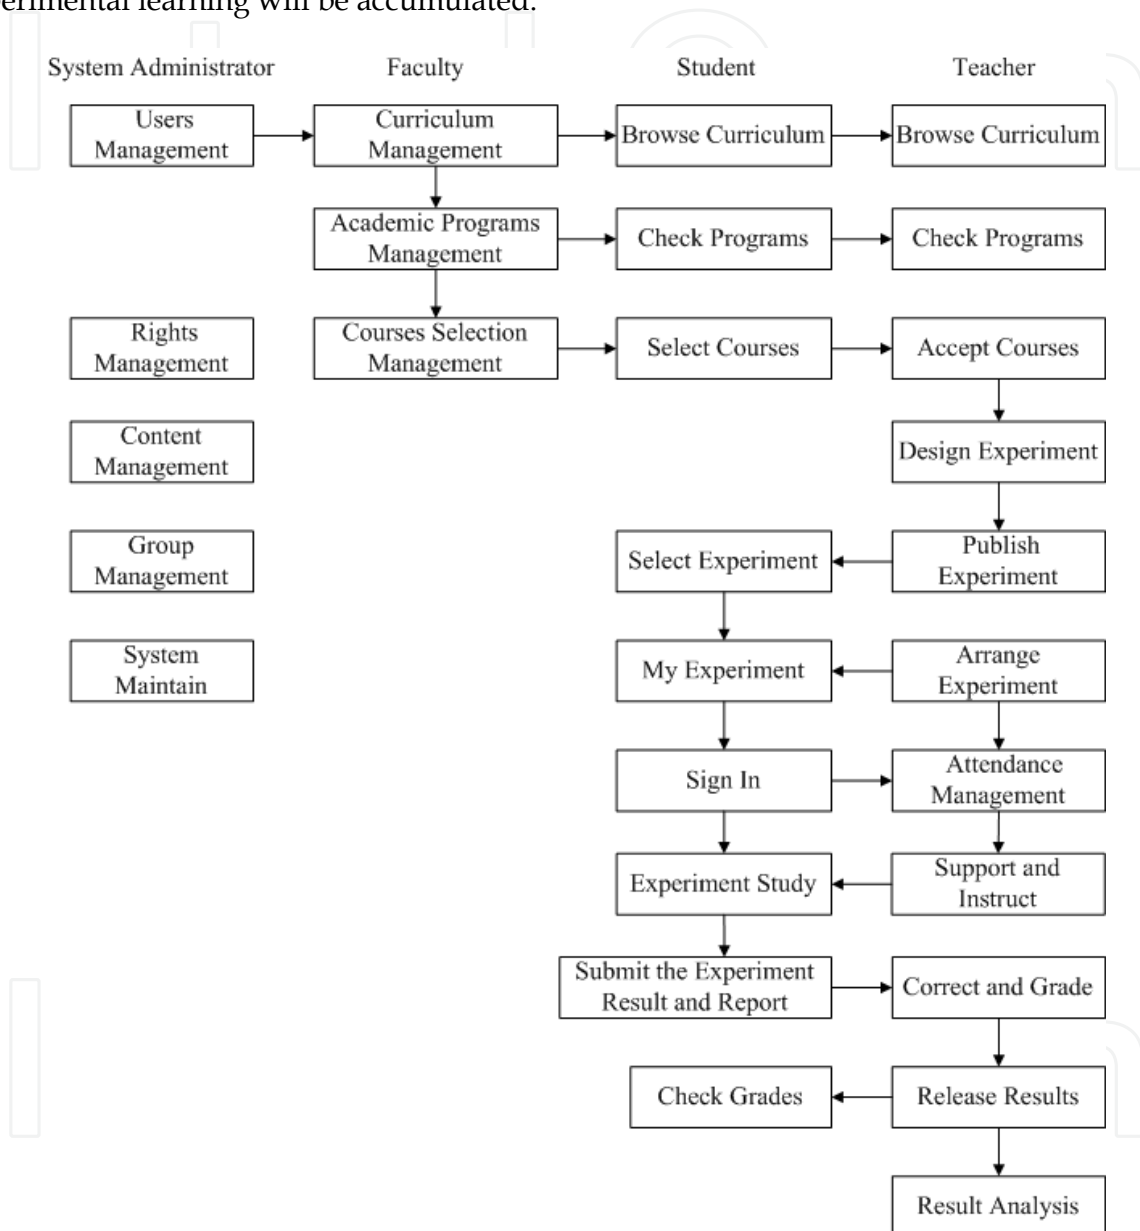 learning will be accumulated.
System Administrator Faculty Student Teacher
Users
Management
Curriculum
Management
Browse Curriculum
Browse Curriculum
Academic Programs
Management
Check Programs
Check Programs
Rights
Management
Courses Selection
Management
Select Courses
Accept Courses
Content
Management
Design Experiment
Group
Management
Select Experiment
Publish
Experiment
System
Maintain
My Experiment
Arrange
Experiment
Sign In
Attendance
Management
Experiment Study
Support and
Instruct
Submit the Experiment
Result and Report
Correct and Grade
Check Grades
Release Results
Result Analysis